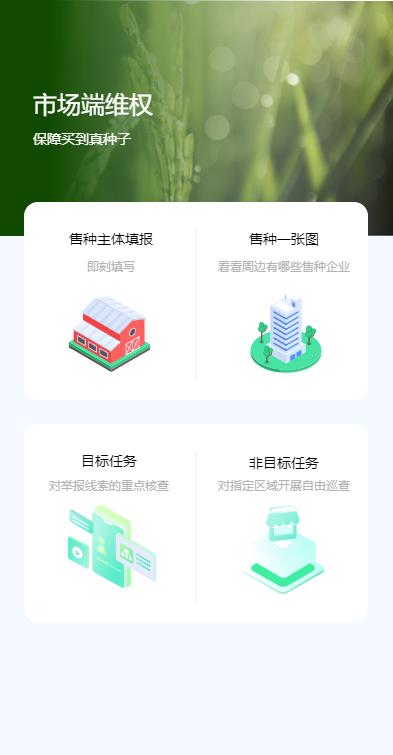 市场端维权
保障买到真种子
售种主体填报
售种一张图
即刻填写
看看周边有哪些售种企业
目标任务
非目标任务
对举报线索的重点核查
对指定区域开展自由巡查